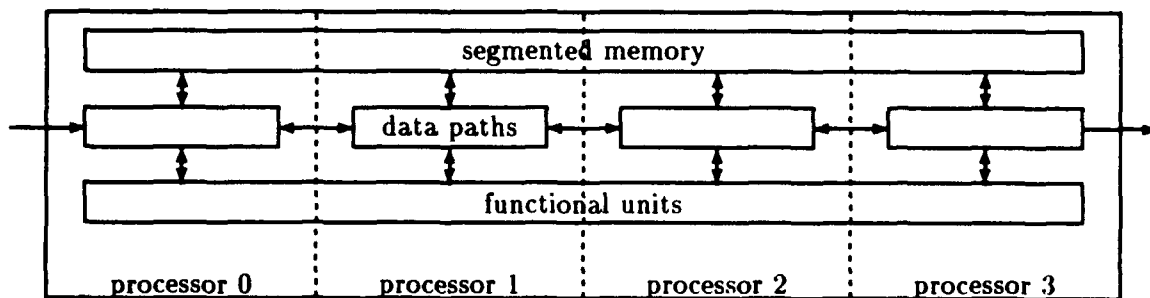 segmented memory
data paths
functional units
processor 0 processor 1 processor 2 processor 3